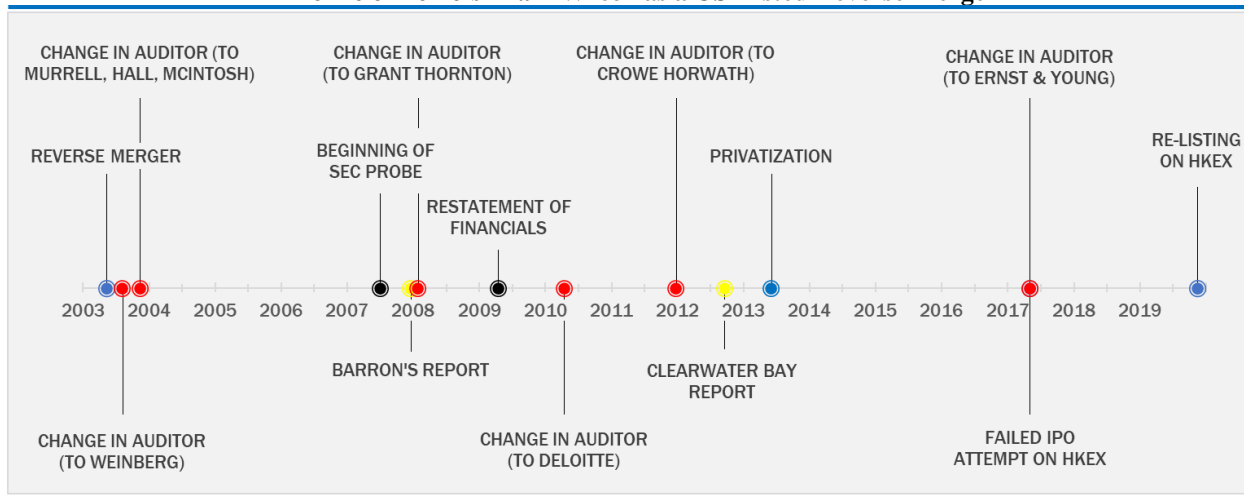 CHANGE IN AUDITOR (TO
MURRELL, HALL, MCINTOSH)
CHANGE IN AUDITOR
(TO GRANT THORNTON)
CHANGE IN AUDITOR (TO
CROWE HORWATH)
CHANGE IN AUDITOR
(TO ERNST & YOUNG)
REVERSE MERGER
BEGINNING OF
SEC PROBE
RESTATEMENT OF
FINANCIALS
PRIVATIZATION
RE-LISTING
ON HKEX
2003 2004 2005 2006 2007 2008 2009 2010 2011 2012 2013 2014 2015 2016 2017 2018 2019
BARRON'S REPORT
CLEARWATER BAY
REPORT
CHANGE IN AUDITOR
(TO WEINBERG)
CHANGE IN AUDITOR
(TO DELOITTE)
FAILED IPO
ATTEMPT ON HKEX